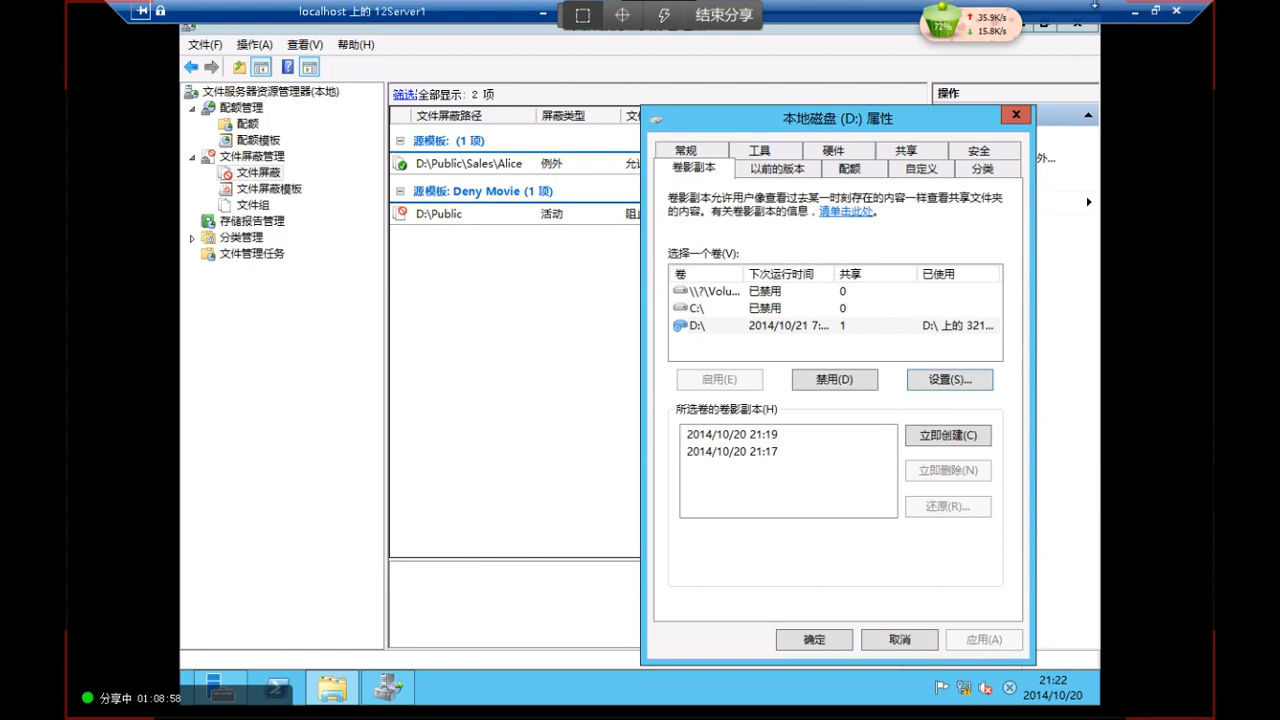 localhost 上的 12Server1
结束分享
72%
35.9K/s
15.8K/s
文件(F) 操作(A) 查看(V) 帮助(H)
文件服务器资源管理器(本地)
配额管理
配额
配额模板
文件屏蔽管理
文件屏蔽
文件屏蔽模板
文件组
存储报告管理
分类管理
文件管理任务
筛选:全部显示: 2 项
文件屏蔽路径 屏蔽类型
源模板: (1 项)
D:\Public\Sales\Alice 例外
源模板: Deny Movie (1 项)
D:\Public 活动
操作
外...
本地磁盘 (D:) 属性
常规 工具 硬件 共享 安全
卷影副本 以前的版本 配额 自定义 分类
卷影副本允许用户像查看过去某一时刻存在的内容一样查看共享文件夹
的内容。有关卷影副本的信息，请单击此处。
选择一个卷(V):
卷 下次运行时间 共享 已使用
\\?\Volu... 已禁用 0
C:\ 已禁用 0
D:\ 2014/10/21 7:... 1 D:\ 上的 321...
启用(E) 禁用(D) 设置(S)...
所选卷的卷影副本(H)
2014/10/20 21:19
2014/10/20 21:17
立即创建(C)
立即删除(N)
还原(R)...
确定 取消 应用(A)
分享中 01:08:58
21:22
2014/10/20